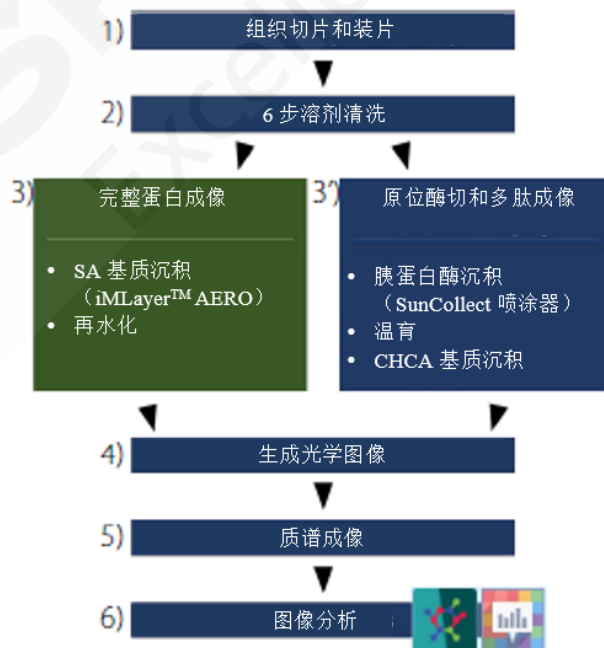 1) 组织切片和装片
2) 6 步溶剂清洗
3) 完整蛋白成像
• SA 基质沉积
（iMLayer™ AERO）
• 再水化
3’) 原位酶切和多肽成像
• 胰蛋白酶沉积
（SunCollect 喷涂器）
• 温育
• CHCA 基质沉积
4) 生成光学图像
5) 质谱成像
6) 图像分析